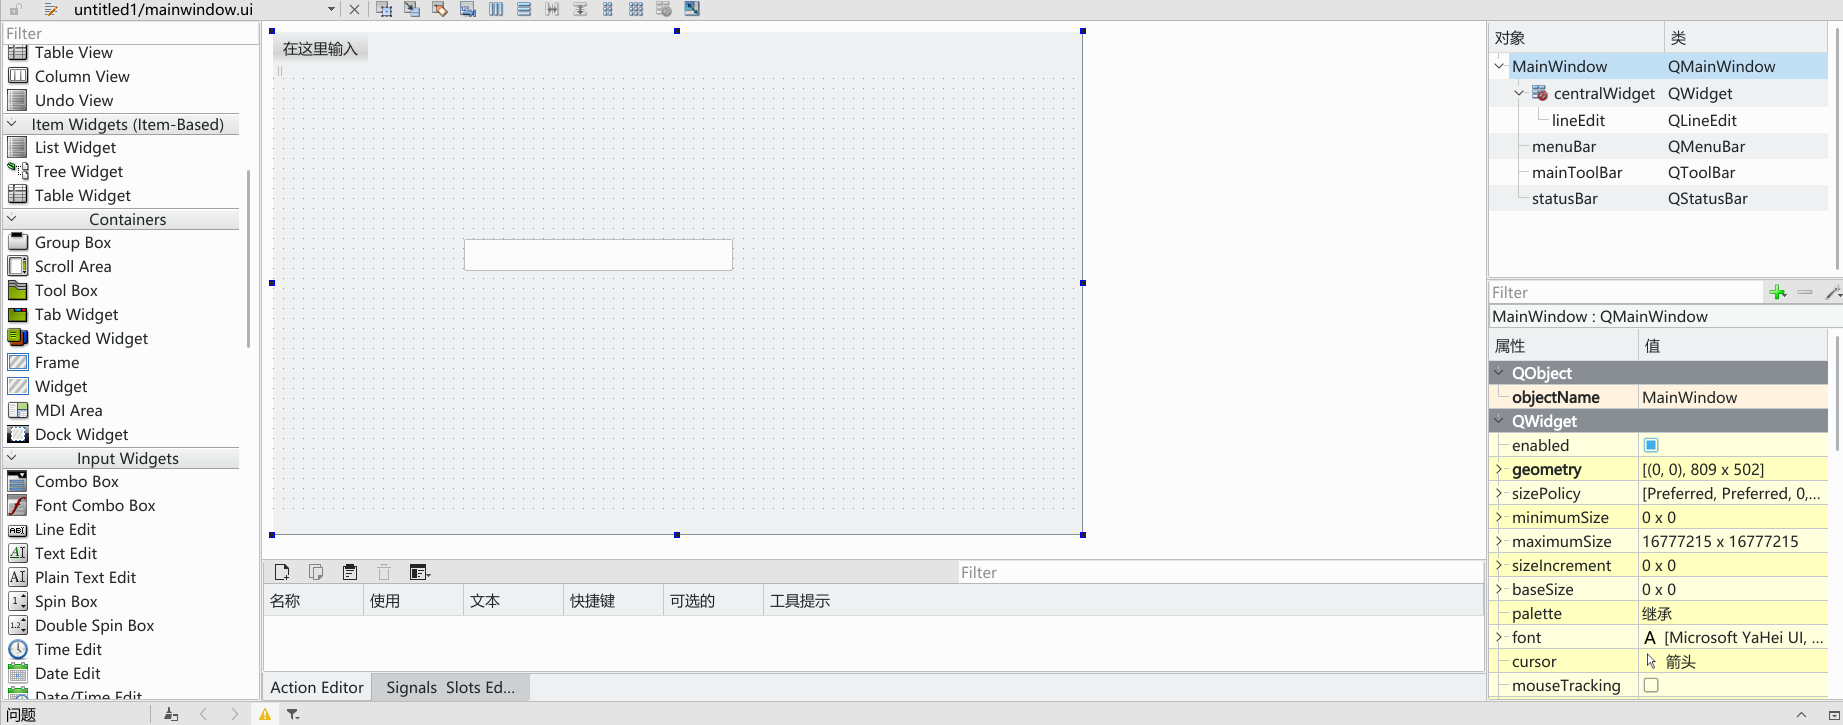 untitled1/mainwindow.ui
Filter
Table View
Column View
Undo View
Item Widgets (Item-Based)
List Widget
Tree Widget
Table Widget
Containers
Group Box
Scroll Area
Tool Box
Tab Widget
Stacked Widget
Frame
Widget
MDI Area
Dock Widget
Input Widgets
Combo Box
Font Combo Box
Line Edit
Text Edit
Plain Text Edit
Spin Box
Double Spin Box
Time Edit
Date Edit
Date/Time Edit
在这里输入
Filter
名称 使用 文本 快捷键 可选的 工具提示
Action Editor Signals Slots Ed...
对象 类
MainWindow QMainWindow
centralWidget QWidget
lineEdit QLineEdit
menuBar QMenuBar
mainToolBar QToolBar
statusBar QStatusBar
Filter
MainWindow : QMainWindow
属性 值
QObject
objectName MainWindow
QWidget
enabled
geometry [(0, 0), 809 x 502]
sizePolicy [Preferred, Preferred, 0,...
minimumSize 0 x 0
maximumSize 16777215 x 16777215
sizeIncrement 0 x 0
baseSize 0 x 0
palette 继承
font A [Microsoft YaHei UI, ...
cursor 箭头
mouseTracking
问题